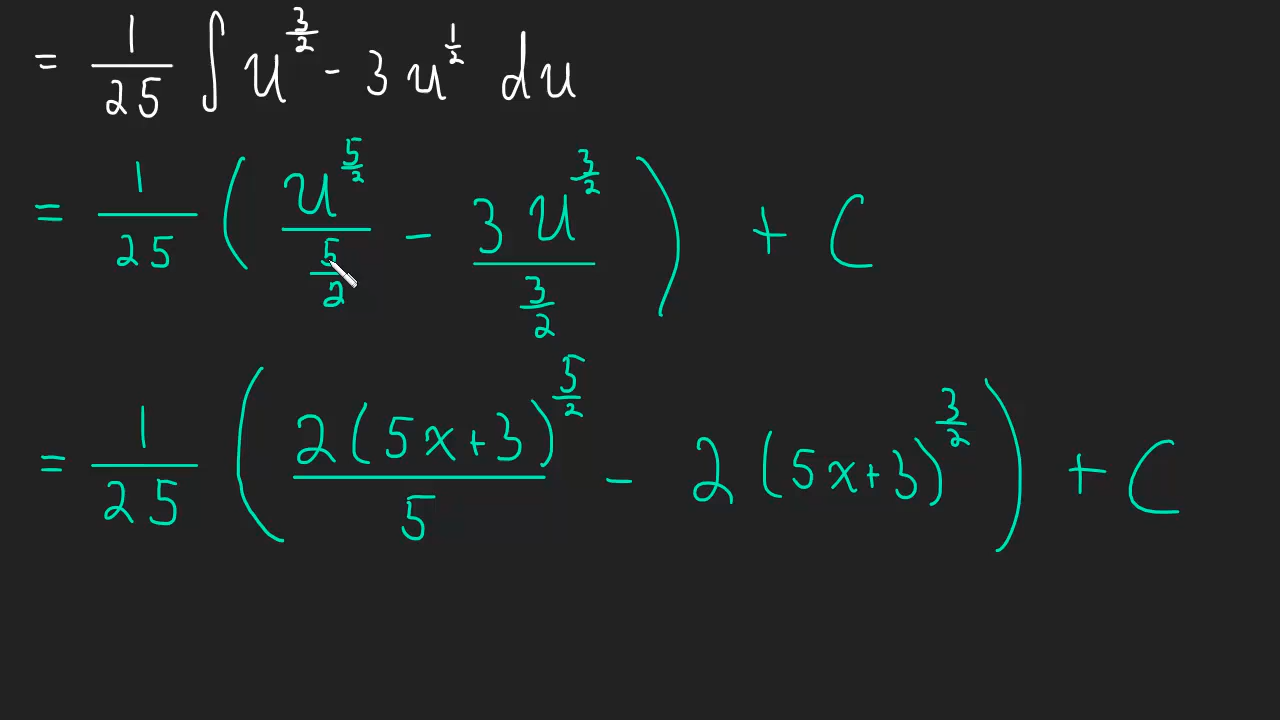 = 1/25 ∫ u^(3/2) - 3u^(1/2) du
= 1/25 ( u^(5/2)/(5/2) - 3u^(3/2)/(3/2) ) + C
= 1/25 ( 2(5x+3)^(5/2)/5 - 2(5x+3)^(3/2) ) + C